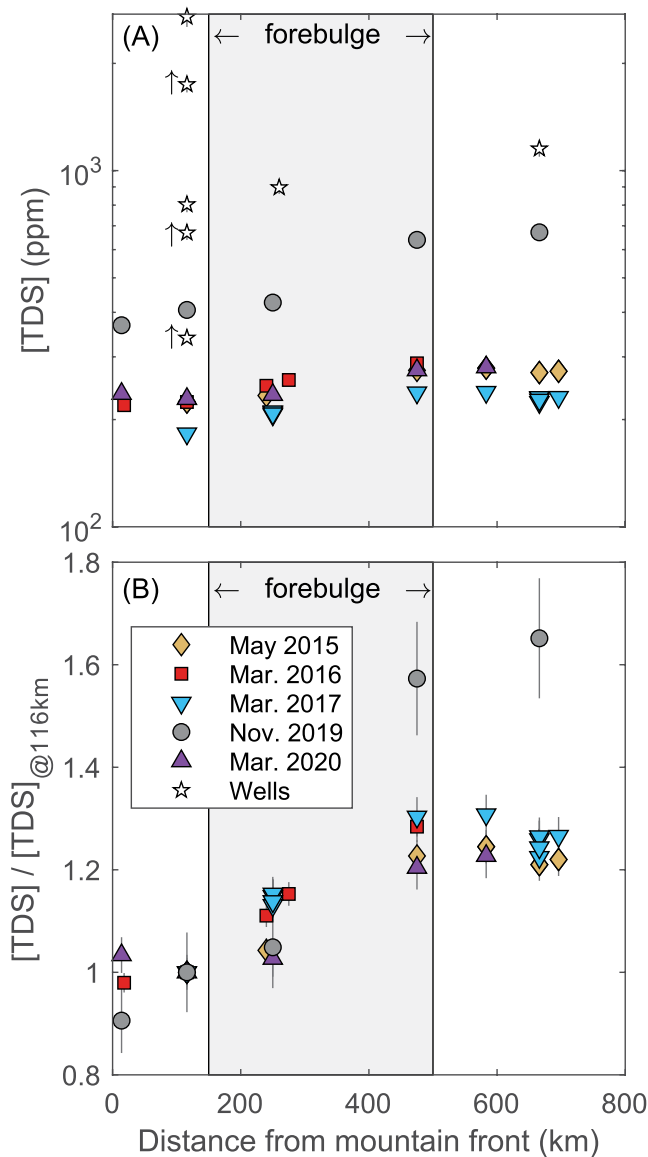 (A)
← forebulge →
10³
10²
[TDS] (ppm)
(B)
← forebulge →
1.8
1.6
1.4
1.2
1
0.8
[TDS] / [TDS]@116km
May 2015
Mar. 2016
Mar. 2017
Nov. 2019
Mar. 2020
Wells
0 200 400 600 800
Distance from mountain front (km)